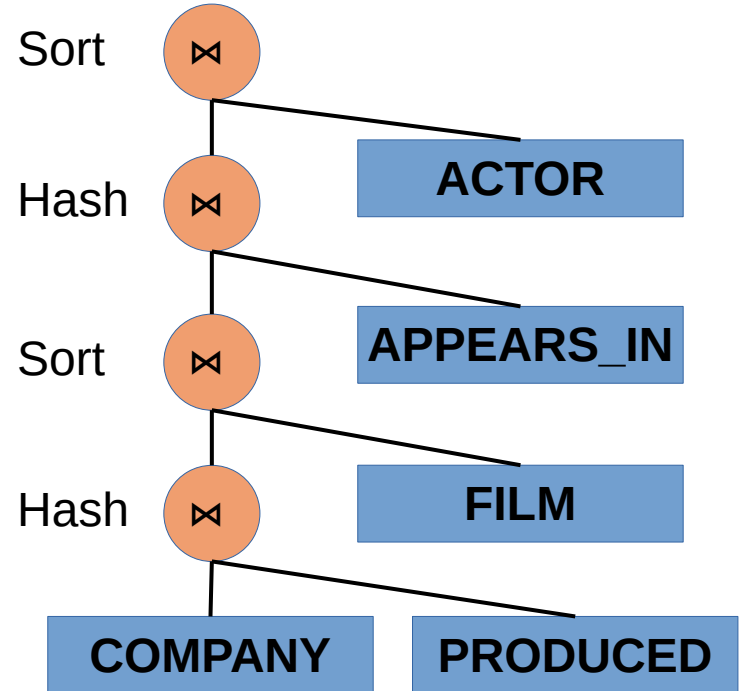 Sort ⋈
ACTOR
Hash ⋈
APPEARS_IN
Sort ⋈
FILM
Hash ⋈
COMPANY PRODUCED